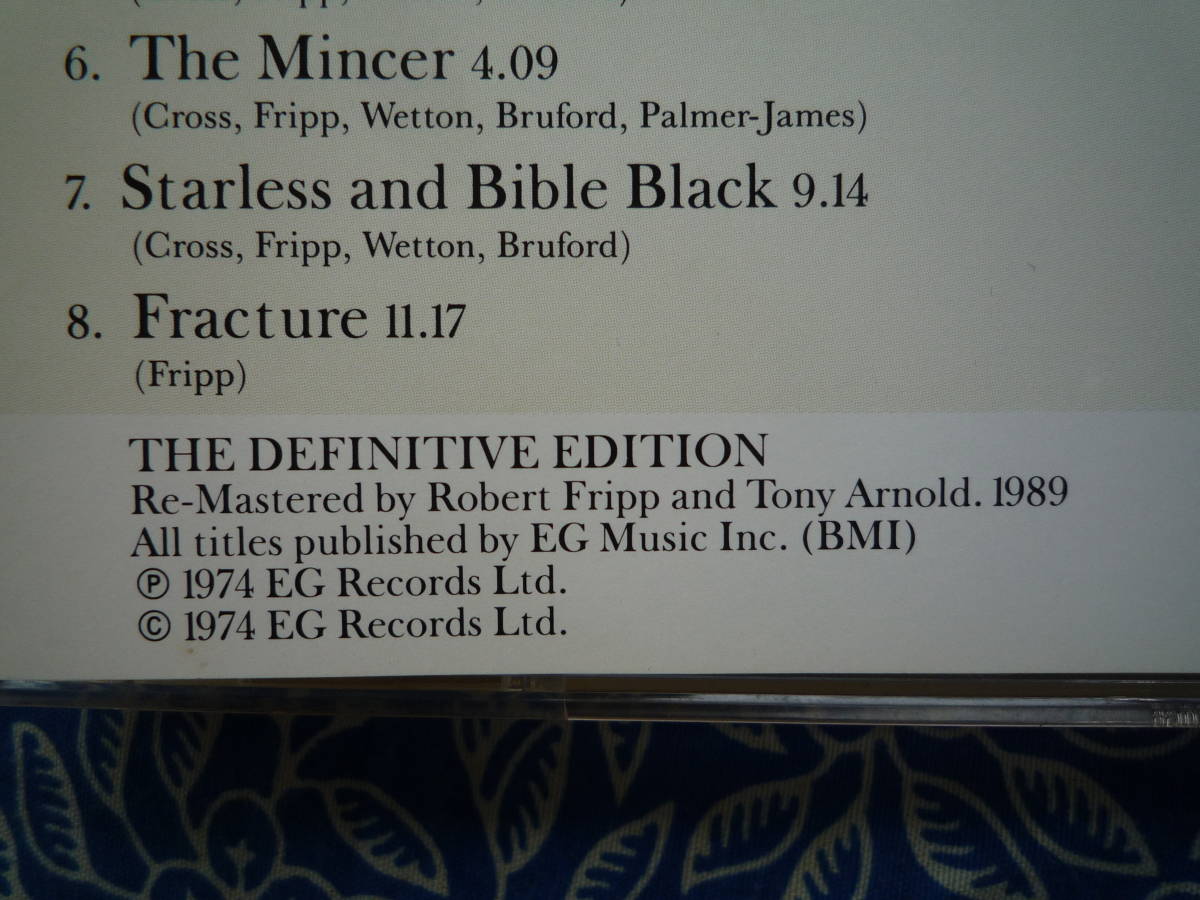 6. The Mincer 4.09
(Cross, Fripp, Wetton, Bruford, Palmer-James)
7. Starless and Bible Black 9.14
(Cross, Fripp, Wetton, Bruford)
8. Fracture 11.17
(Fripp)
THE DEFINITIVE EDITION
Re-Mastered by Robert Fripp and Tony Arnold. 1989
All titles published by EG Music Inc. (BMI)
℗ 1974 EG Records Ltd.
© 1974 EG Records Ltd.